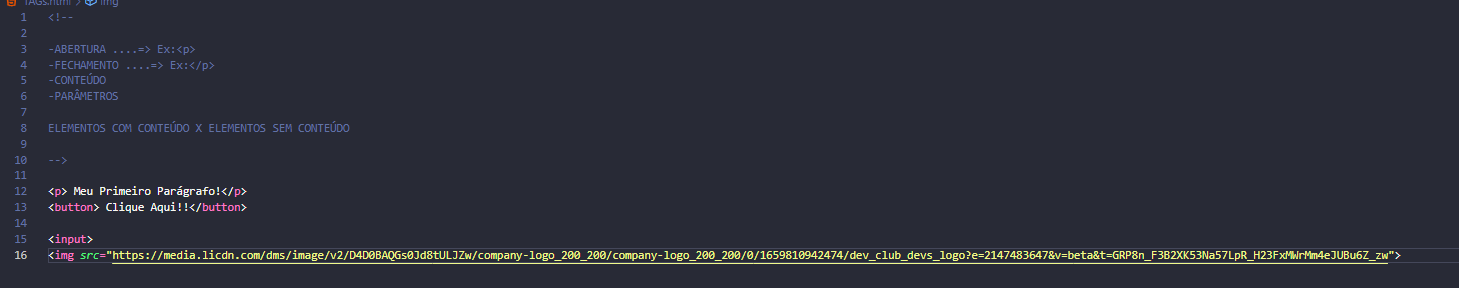 TAGs.html > img
1 <!--
2
3 -ABERTURA ....=> Ex:<p>
4 -FECHAMENTO ....=> Ex:</p>
5 -CONTEÚDO
6 -PARÂMETROS
7
8 ELEMENTOS COM CONTEÚDO X ELEMENTOS SEM CONTEÚDO
9
10 -->
11
12 <p> Meu Primeiro Parágrafo!</p>
13 <button> Clique Aqui!!</button>
14
15 <input>
16 <img src="https://media.licdn.com/dms/image/v2/D4D0BAQGs0Jd8tULJZw/company-logo_200_200/company-logo_200_200/0/1659810942474/dev_club_devs_logo?e=2147483647&v=beta&t=GRP8n_F3B2XK53Na57LpR_H23FxMWrMm4eJUBu6Z_zw">